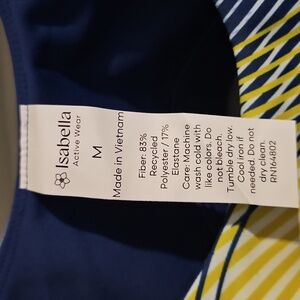 Isabella
Active Wear
M
Made in Vietnam
Fiber: 83%
Recycled
Polyester / 17%
Elastane
Care: Machine
wash cold with
like colors. Do
not bleach.
Tumble dry low.
Cool iron if
needed. Do not
dry clean.
RN164802